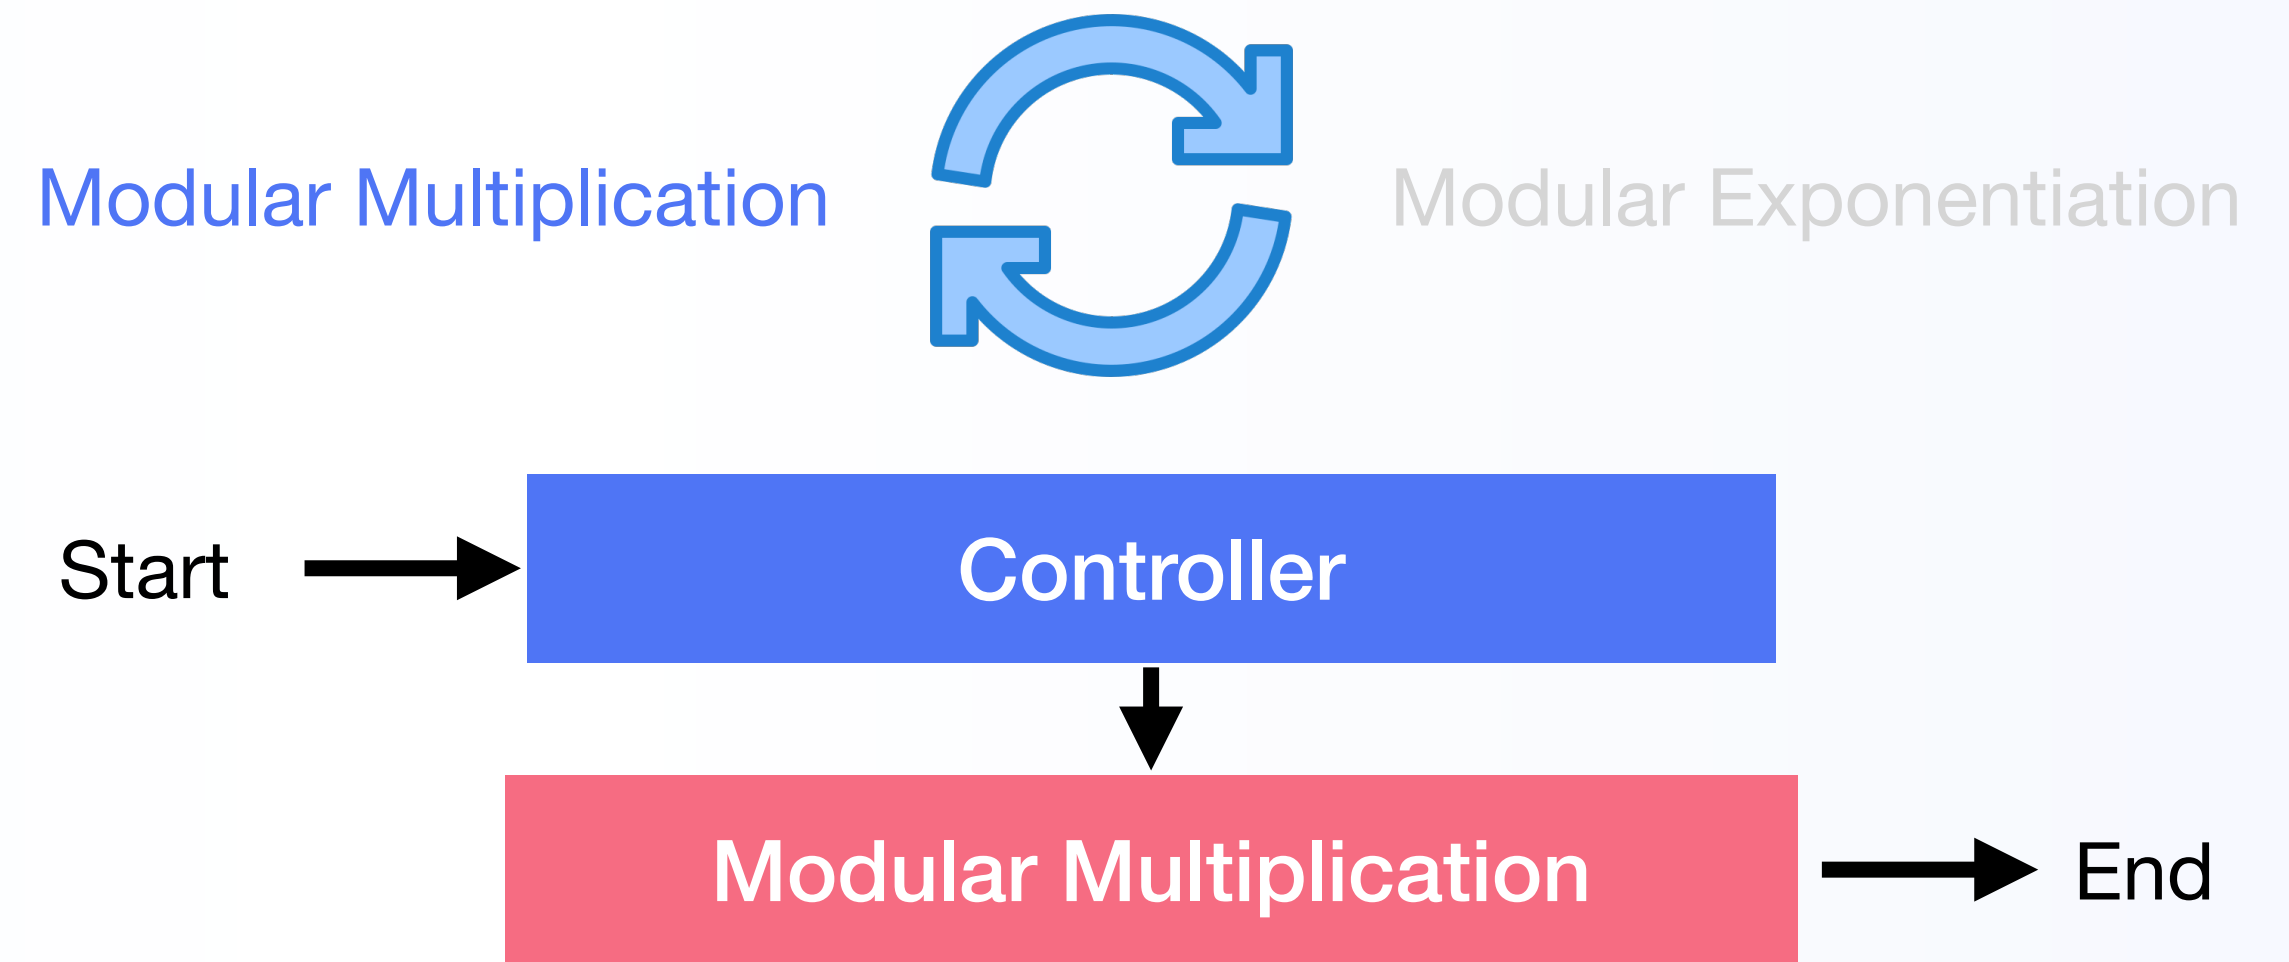 Modular Multiplication
Modular Exponentiation
Start
Controller
Modular Multiplication
End